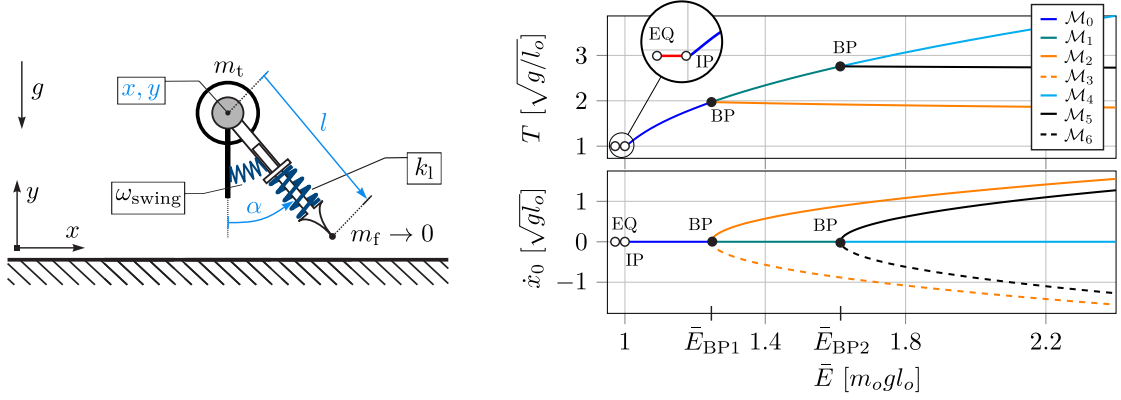 g
m_t
x, y
l
k_l
ω_swing
α
m_f → 0
y
x
T [√g/l_o]
3
2
1
EQ
IP
BP
BP
M_0
M_1
M_2
M_3
M_4
M_5
M_6
ẋ_0 [√gl_o]
1
0
−1
EQ
IP
BP
BP
1 Ē_BP1 1.4 Ē_BP2 1.8 2.2
Ē [m_o gl_o]